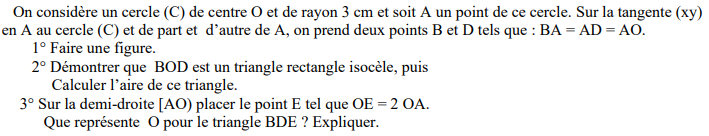 On considère un cercle (C) de centre O et de rayon 3 cm et soit A un point de ce cercle. Sur la tangente (xy)
en A au cercle (C) et de part et d’autre de A, on prend deux points B et D tels que : BA = AD = AO.
1° Faire une figure.
2° Démontrer que BOD est un triangle rectangle isocèle, puis
Calculer l’aire de ce triangle.
3° Sur la demi-droite [AO) placer le point E tel que OE = 2 OA.
Que représente O pour le triangle BDE ? Expliquer.